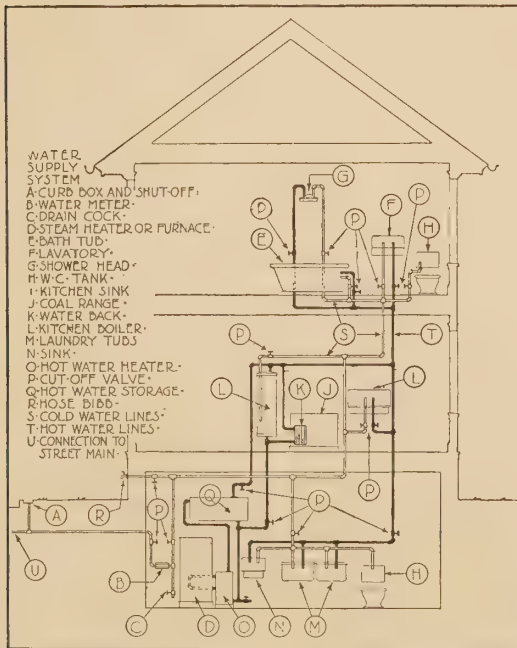 WATER
SUPPLY
SYSTEM
A·CURB BOX AND SHUT-OFF·
B·WATER METER·
C·DRAIN COCK·
D·STEAM HEATER OR FURNACE·
E·BATH TUB·
F·LAVATORY·
G·SHOWER HEAD·
H·W·C·TANK·
I·KITCHEN SINK
J·COAL RANGE·
K·WATER BACK·
L·KITCHEN BOILER·
M·LAUNDRY TUBS
N·SINK·
O·HOT WATER HEATER·
P·CUT-OFF VALVE·
Q·HOT WATER STORAGE·
R·HOSE BIBB·
S·COLD WATER LINES·
T·HOT WATER LINES·
U·CONNECTION TO
STREET MAIN·
G
P
H
P
F
E
S
T
P
L
K
J
P
A
R
P
Q
P
U
B
H
C
D
O
N
M